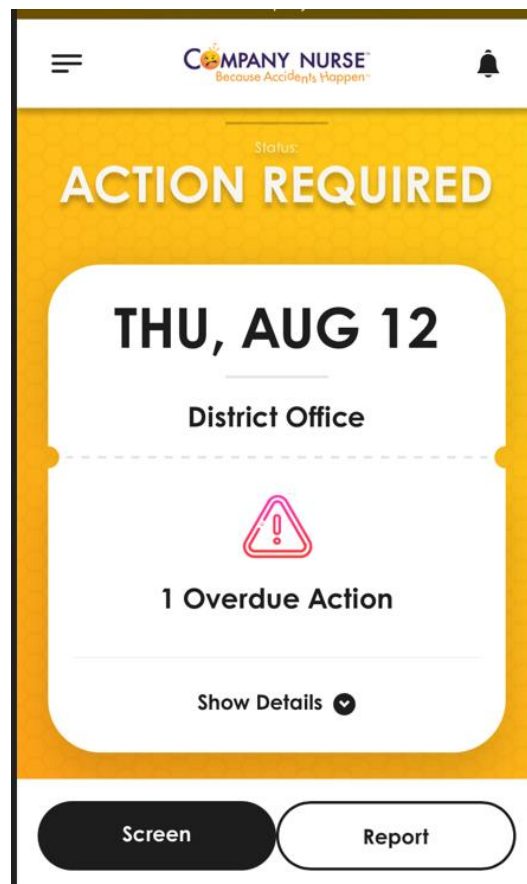 COMPANY NURSE
Because Accidents Happen
Status:
ACTION REQUIRED
THU, AUG 12
District Office
1 Overdue Action
Show Details
Screen
Report